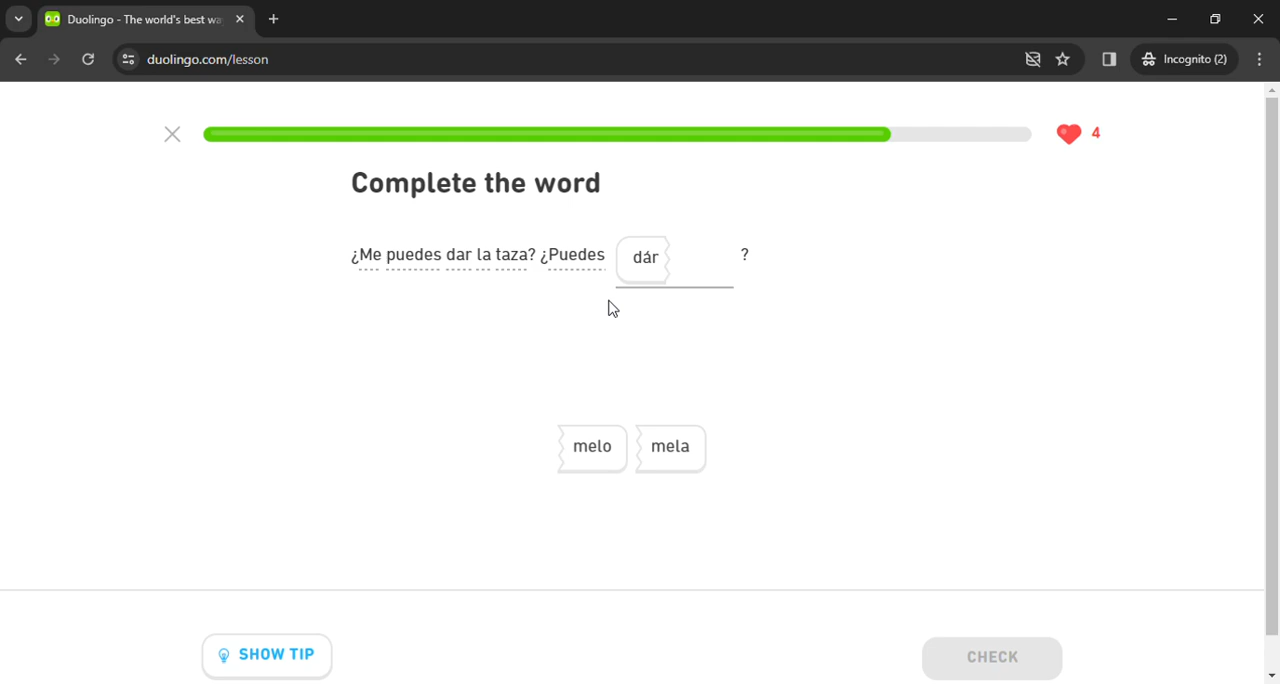 Duolingo - The world's best wa
duolingo.com/lesson
Incognito (2)
4
Complete the word
¿Me puedes dar la taza? ¿Puedes dár ?
melo mela
SHOW TIP
CHECK